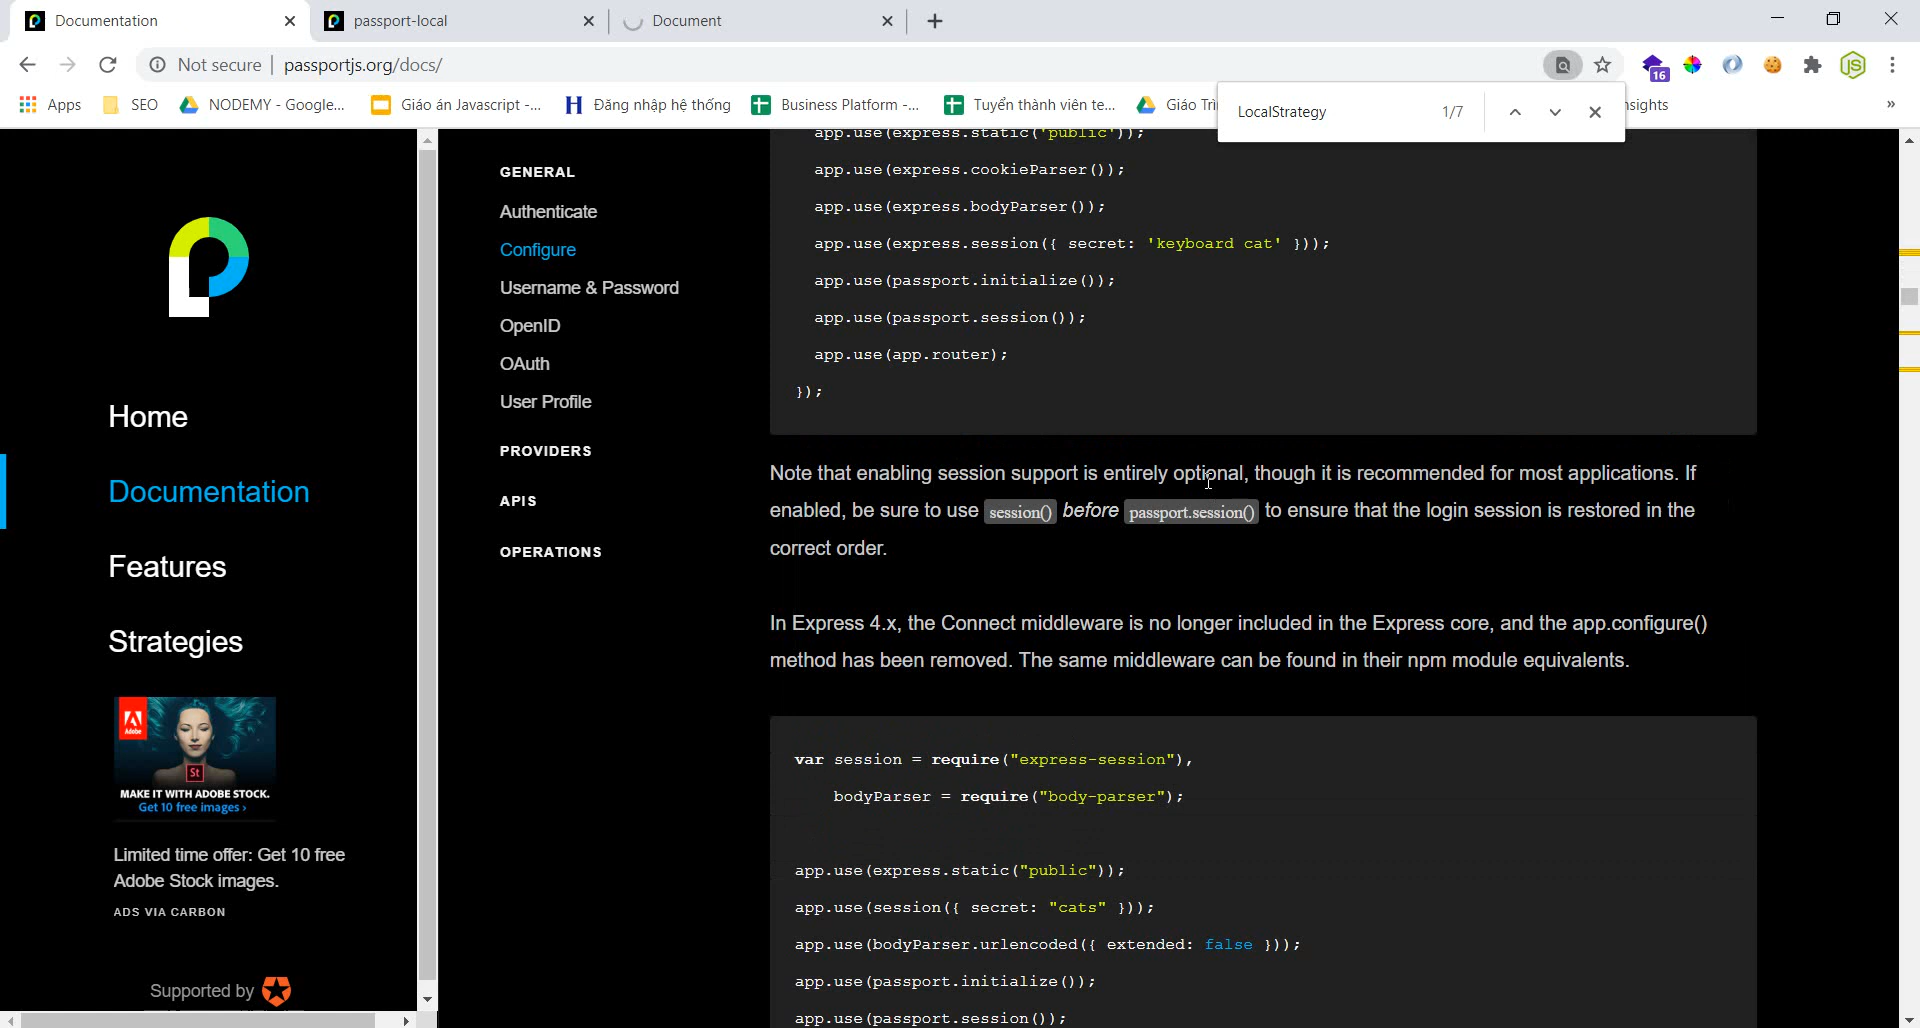 Documentation
passport-local
Document
Not secure
passportjs.org/docs/
16
Apps
SEO
NODEMY - Google...
Giáo án Javascript -...
Đăng nhập hệ thống
Business Platform -...
Tuyển thành viên te...
Giáo Trì
nsights
»
LocalStrategy
1/7
Home
Documentation
Features
Strategies
Adobe
St
MAKE IT WITH ADOBE STOCK.
Get 10 free images ›
Limited time offer: Get 10 free
Adobe Stock images.
ADS VIA CARBON
Supported by
GENERAL
Authenticate
Configure
Username & Password
OpenID
OAuth
User Profile
PROVIDERS
APIS
OPERATIONS
app.use(express.static('public'));
app.use(express.cookieParser());
app.use(express.bodyParser());
app.use(express.session({ secret: 'keyboard cat' }));
app.use(passport.initialize());
app.use(passport.session());
app.use(app.router);
});
Note that enabling session support is entirely optional, though it is recommended for most applications. If
enabled, be sure to use session() before passport.session() to ensure that the login session is restored in the
correct order.
In Express 4.x, the Connect middleware is no longer included in the Express core, and the app.configure()
method has been removed. The same middleware can be found in their npm module equivalents.
var session = require("express-session"),
bodyParser = require("body-parser");
app.use(express.static("public"));
app.use(session({ secret: "cats" }));
app.use(bodyParser.urlencoded({ extended: false }));
app.use(passport.initialize());
app.use(passport.session());